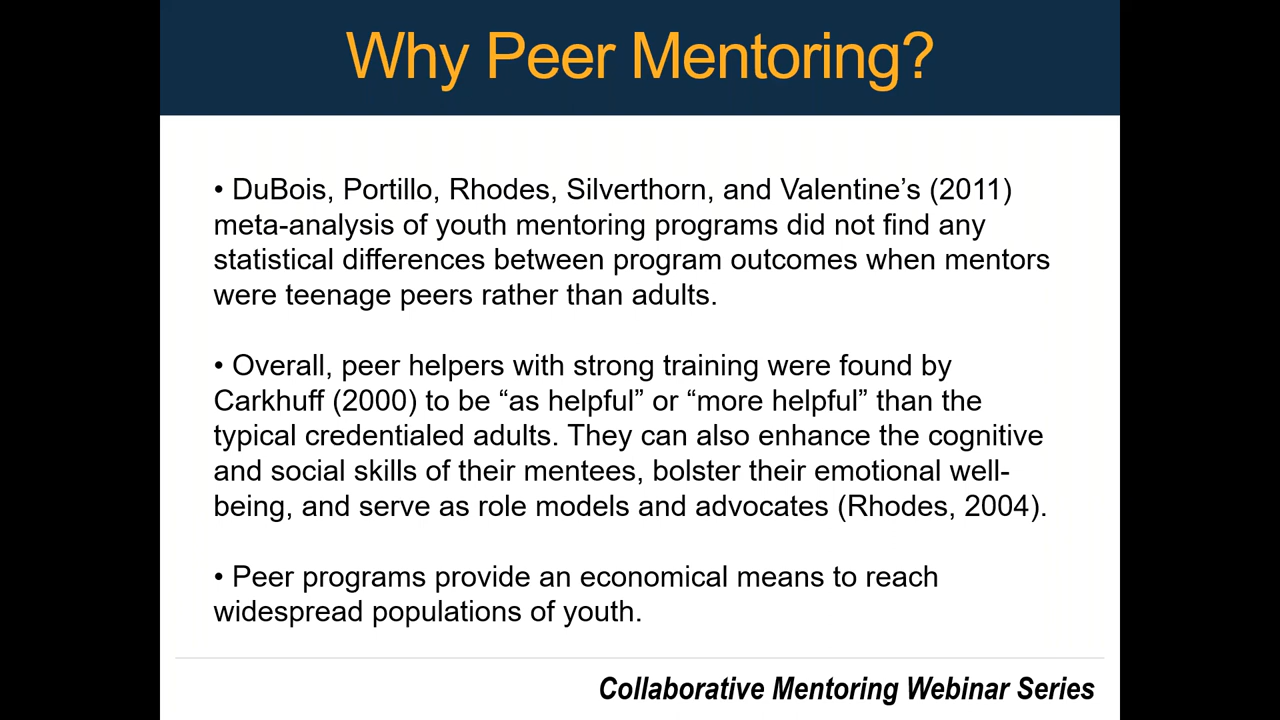 Why Peer Mentoring?
• DuBois, Portillo, Rhodes, Silverthorn, and Valentine’s (2011)
meta-analysis of youth mentoring programs did not find any
statistical differences between program outcomes when mentors
were teenage peers rather than adults.
• Overall, peer helpers with strong training were found by
Carkhuff (2000) to be “as helpful” or “more helpful” than the
typical credentialed adults. They can also enhance the cognitive
and social skills of their mentees, bolster their emotional well-
being, and serve as role models and advocates (Rhodes, 2004).
• Peer programs provide an economical means to reach
widespread populations of youth.
Collaborative Mentoring Webinar Series